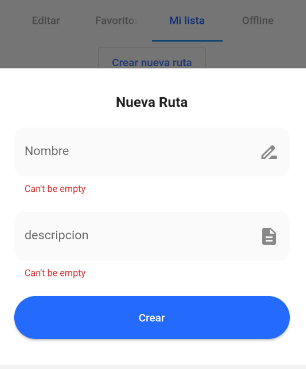 Editar Favorito Mi lista Offline
Crear nueva ruta
Nueva Ruta
Nombre
Can't be empty
descripcion
Can't be empty
Crear